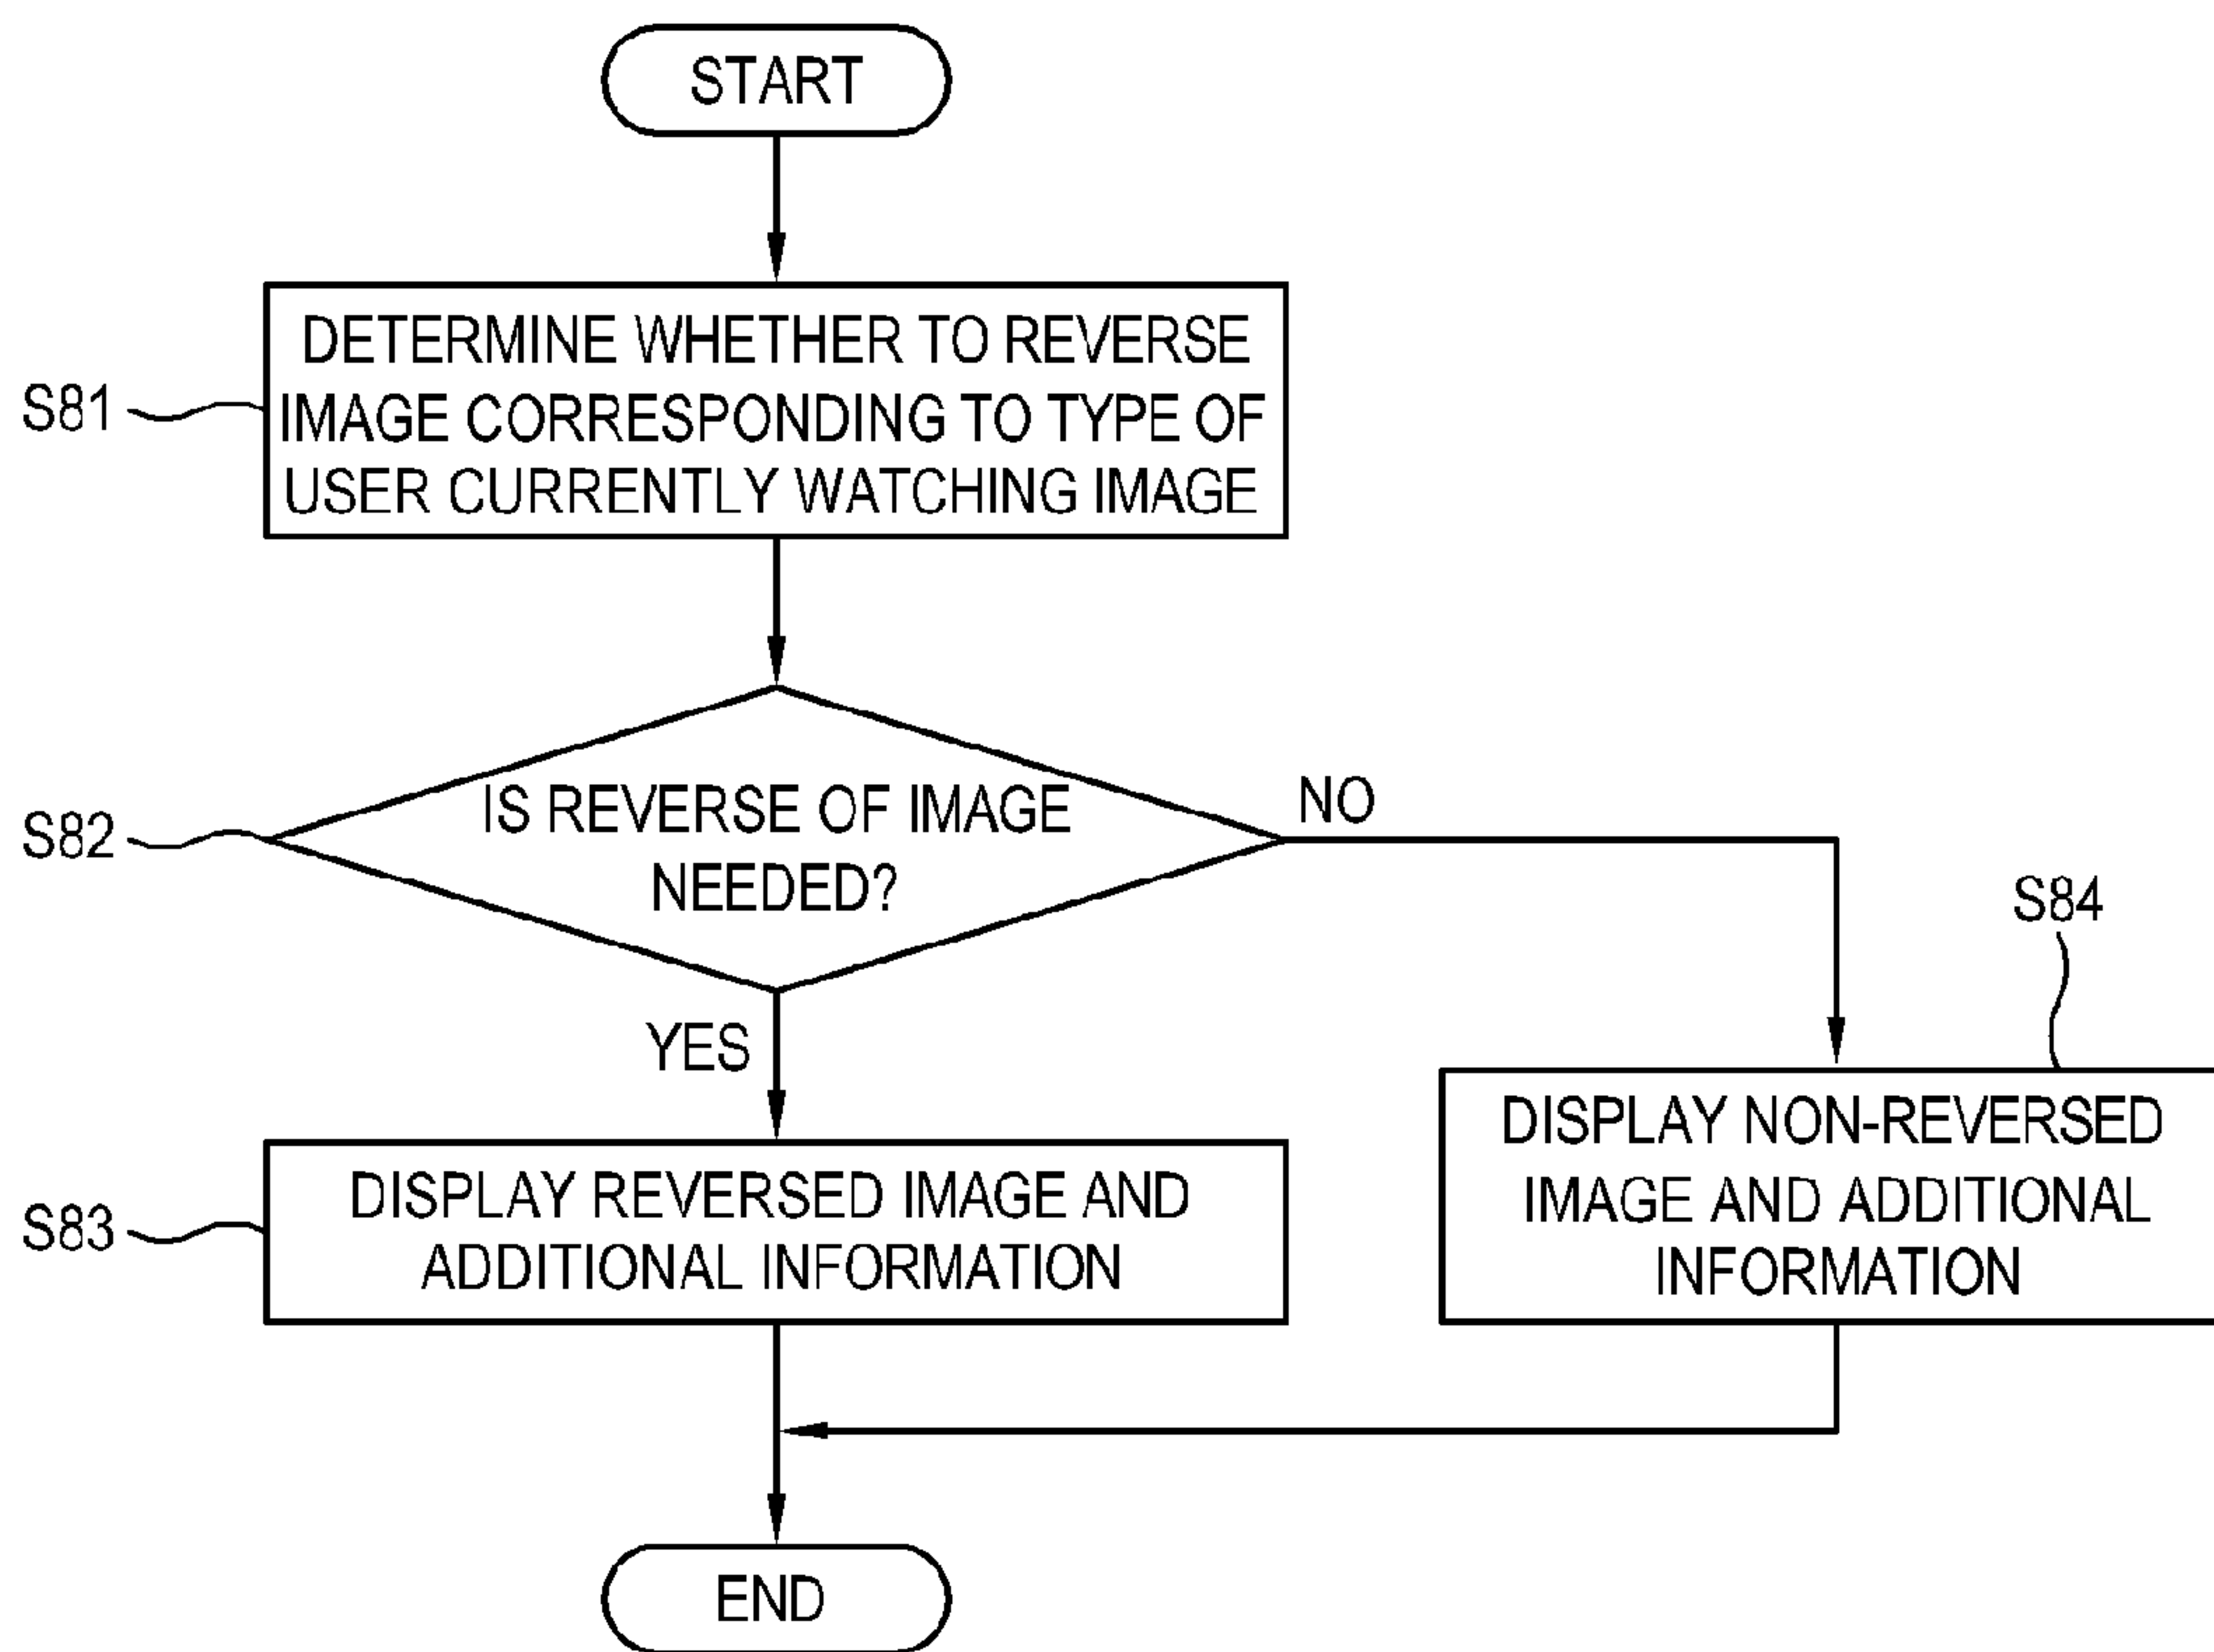 START
S81
DETERMINE WHETHER TO REVERSE
IMAGE CORRESPONDING TO TYPE OF
USER CURRENTLY WATCHING IMAGE
S82
IS REVERSE OF IMAGE
NEEDED?
NO
YES
S83
DISPLAY REVERSED IMAGE AND
ADDITIONAL INFORMATION
S84
DISPLAY NON-REVERSED
IMAGE AND ADDITIONAL
INFORMATION
END